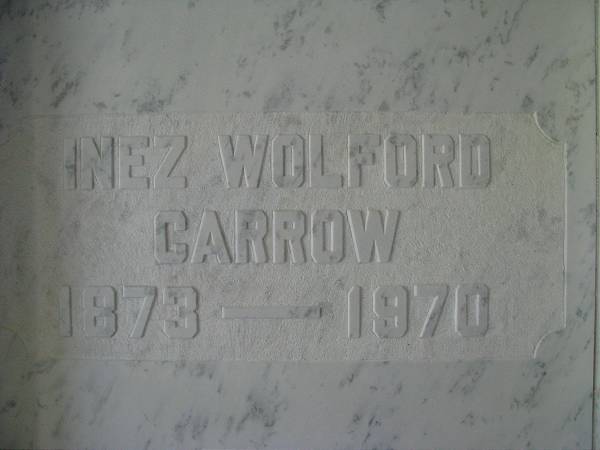 INEZ WOLFORD
CARROW
1873 — 1970